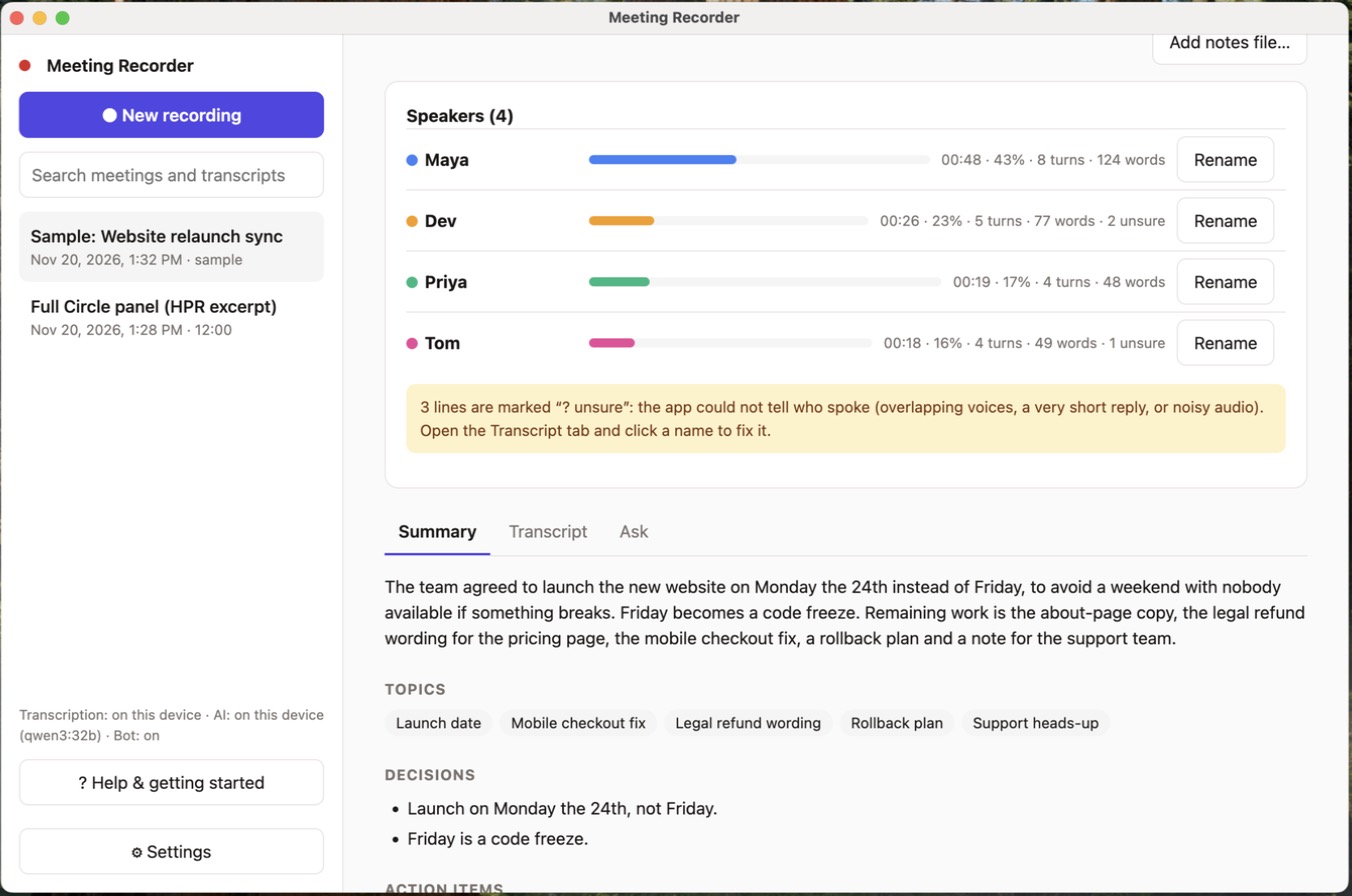 Meeting Recorder
Meeting Recorder
New recording
Search meetings and transcripts
Sample: Website relaunch sync
Nov 20, 2026, 1:32 PM · sample
Full Circle panel (HPR excerpt)
Nov 20, 2026, 1:28 PM · 12:00
Transcription: on this device · AI: on this device
(qwen3:32b) · Bot: on
? Help & getting started
⚙ Settings
Add notes file...
Speakers (4)
Maya 00:48 · 43% · 8 turns · 124 words Rename
Dev 00:26 · 23% · 5 turns · 77 words · 2 unsure Rename
Priya 00:19 · 17% · 4 turns · 48 words Rename
Tom 00:18 · 16% · 4 turns · 49 words · 1 unsure Rename
3 lines are marked “? unsure”: the app could not tell who spoke (overlapping voices, a very short reply, or noisy audio).
Open the Transcript tab and click a name to fix it.
Summary Transcript Ask
The team agreed to launch the new website on Monday the 24th instead of Friday, to avoid a weekend with nobody
available if something breaks. Friday becomes a code freeze. Remaining work is the about-page copy, the legal refund
wording for the pricing page, the mobile checkout fix, a rollback plan and a note for the support team.
TOPICS
Launch date Mobile checkout fix Legal refund wording Rollback plan Support heads-up
DECISIONS
• Launch on Monday the 24th, not Friday.
• Friday is a code freeze.
ACTION ITEMS